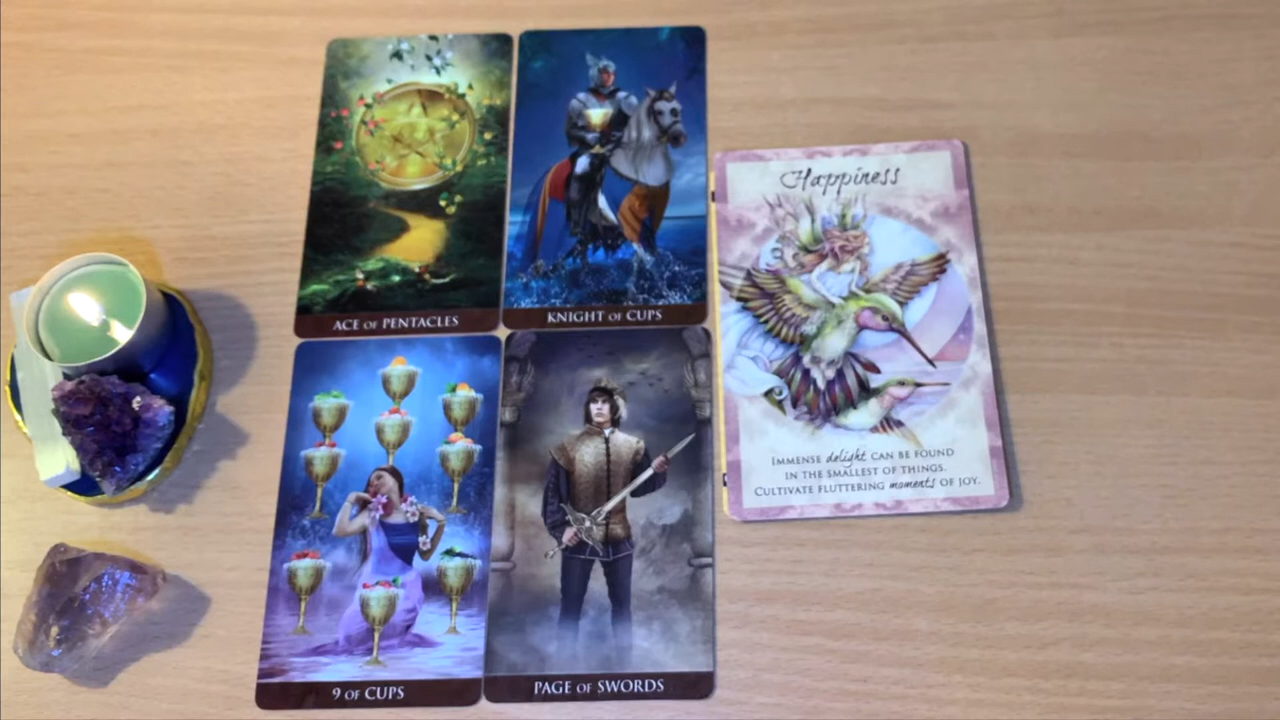 ACE OF PENTACLES
KNIGHT OF CUPS
9 OF CUPS
PAGE OF SWORDS
Happiness
IMMENSE delight CAN BE FOUND
IN THE SMALLEST OF THINGS.
CULTIVATE FLUTTERING moments OF JOY.